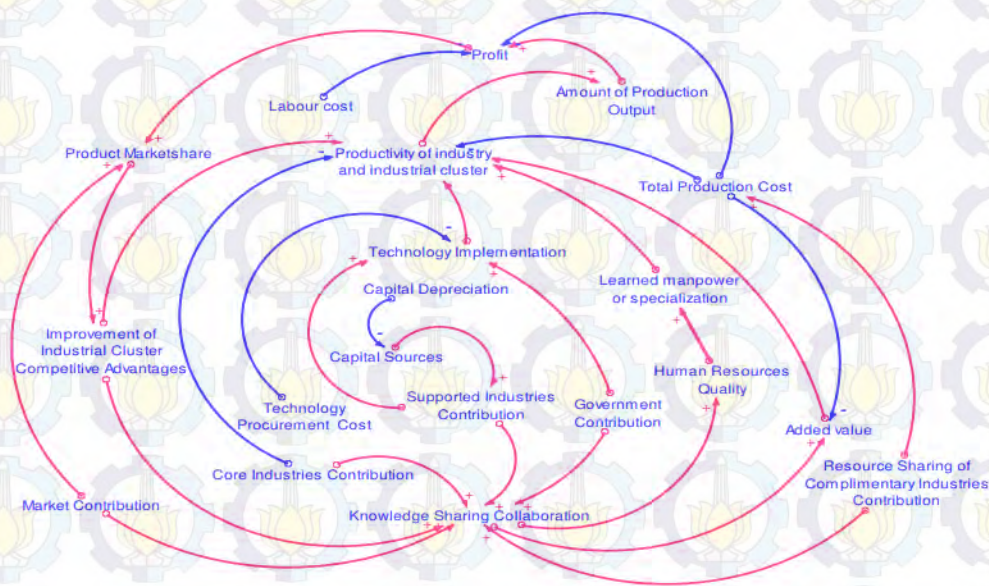 Profit
Labour cost
Amount of Production
Output
Product Marketshare
Productivity of industry
and industrial cluster
Total Production Cost
Technology Implementation
Capital Depreciation
Learned manpower
or specialization
Improvement of
Industrial Cluster
Competitive Advantages
Capital Sources
Human Resources
Quality
Supported Industries
Contribution
Government
Contribution
Technology
Procurement Cost
Added value
Core Industries Contribution
Resource Sharing of
Complimentary Industries
Contribution
Market Contribution
Knowledge Sharing Collaboration